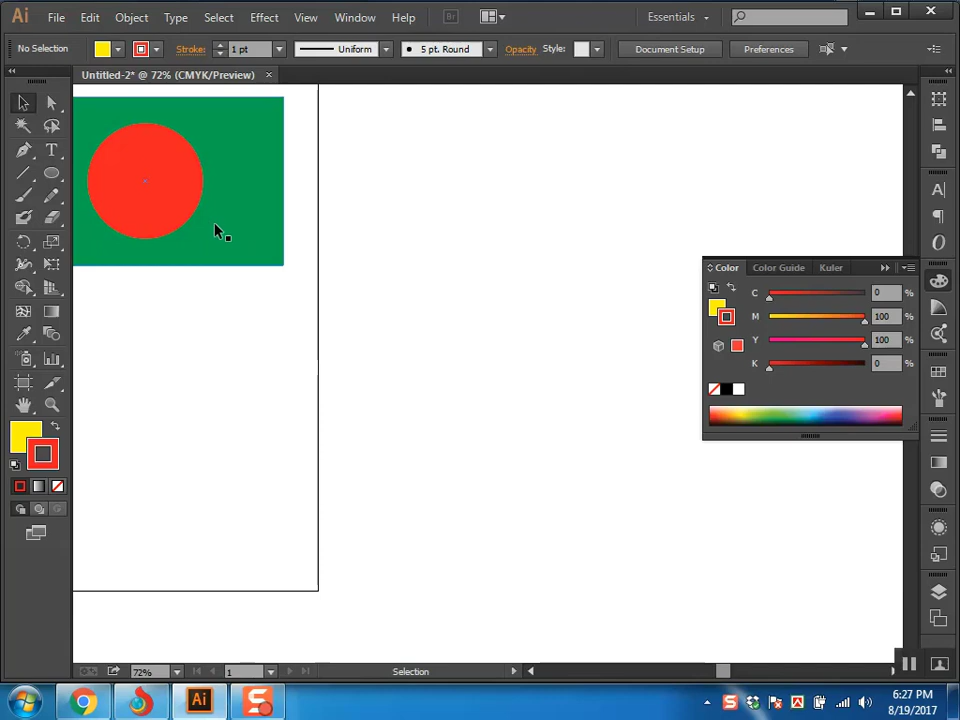 Ai File Edit Object Type Select Effect View Window Help Br Essentials
No Selection Stroke: 1 pt Uniform 5 pt. Round Opacity Style: Document Setup Preferences
Untitled-2* @ 72% (CMYK/Preview)
Color Color Guide Kuler
C 0 %
M 100 %
Y 100 %
K 0 %
72% 1 Selection
Ai S S
6:27 PM
8/19/2017